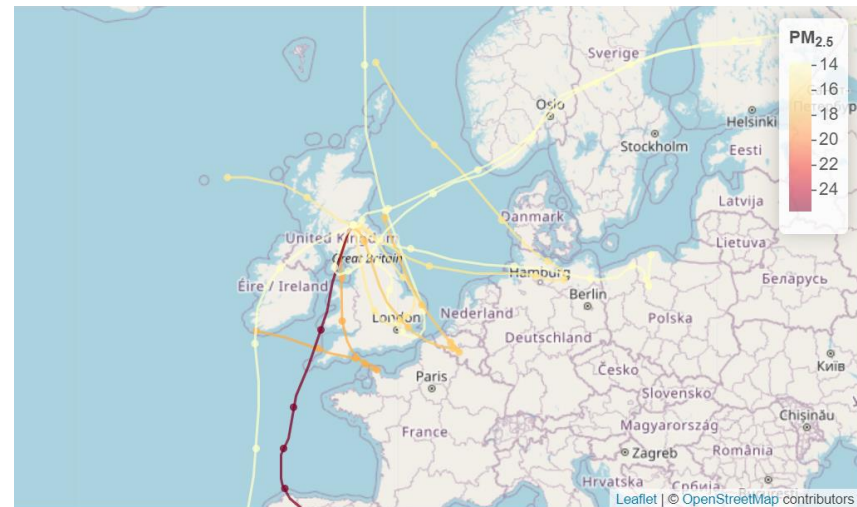 PM2.5
14
16
18
20
22
24
Sverige
Oslo
Helsinki
Stockholm
Eesti
Latvija
Danmark
United Kingdom
Lietuva
Great Britain
Éire / Ireland
Hamburg
Беларусь
Berlin
London
Nederland
Polska
Deutschland
Paris
Česko
Київ
Slovensko
Chișinău
France
Magyarország
Zagreb
România
Hrvatska
Србија
Leaflet | © OpenStreetMap contributors